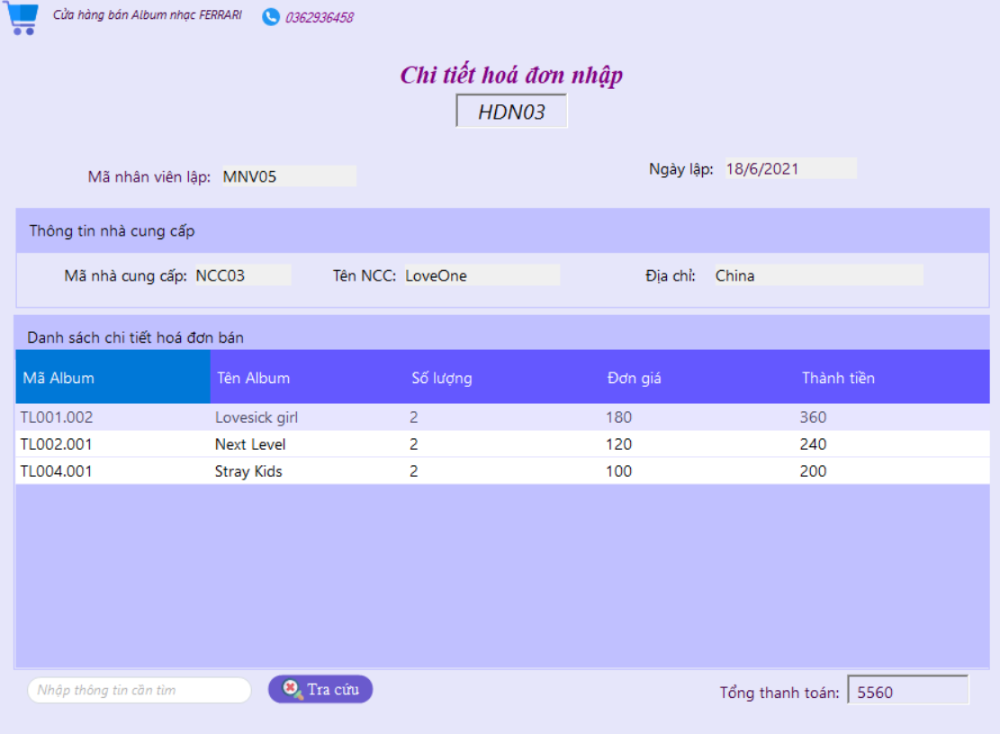 Cửa hàng bán Album nhạc FERRARI 0362936458
Chi tiết hoá đơn nhập
HDN03
Mã nhân viên lập: MNV05 Ngày lập: 18/6/2021
Thông tin nhà cung cấp
Mã nhà cung cấp: NCC03 Tên NCC: LoveOne Địa chỉ: China
Danh sách chi tiết hoá đơn bán
Mã Album Tên Album Số lượng Đơn giá Thành tiền
TL001.002 Lovesick girl 2 180 360
TL002.001 Next Level 2 120 240
TL004.001 Stray Kids 2 100 200
Nhập thông tin cần tìm Tra cứu Tổng thanh toán: 5560